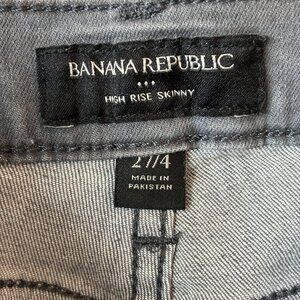 BANANA REPUBLIC
HIGH RISE SKINNY
27/4
MADE IN
PAKISTAN